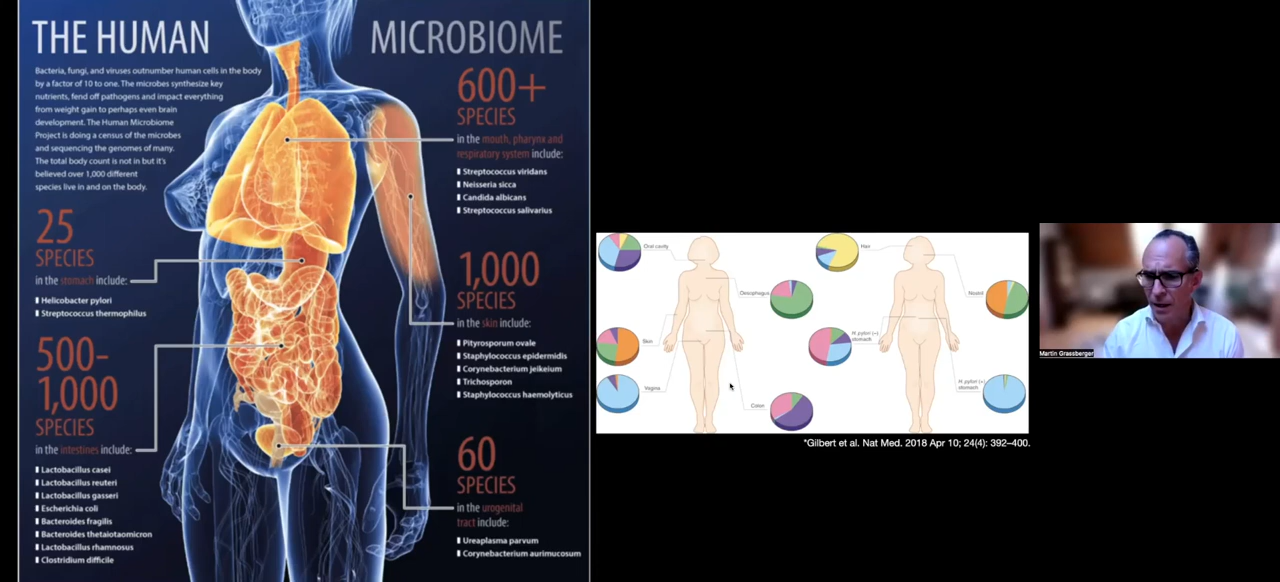 THE HUMAN MICROBIOME
Bacteria, fungi, and viruses outnumber human cells in the body
by a factor of 10 to one. The microbes synthesize key
nutrients, fend off pathogens and impact everything
from weight gain to perhaps even brain
development. The Human Microbiome
Project is doing a census of the microbes
and sequencing the genomes of many.
The total body count is not in but it's
believed over 1,000 different
species live in and on the body.
25
SPECIES
in the stomach include:
Helicobacter pylori
Streptococcus thermophilus
500-
1,000
SPECIES
in the intestines include:
Lactobacillus casei
Lactobacillus reuteri
Lactobacillus gasseri
Escherichia coli
Bacteroides fragilis
Bacteroides thetaiotaomicron
Lactobacillus rhamnosus
Clostridium difficile
600+
SPECIES
in the mouth, pharynx and
respiratory system include:
Streptococcus viridans
Neisseria sicca
Candida albicans
Streptococcus salivarius
1,000
SPECIES
in the skin include:
Pityrosporum ovale
Staphylococcus epidermidis
Corynebacterium jeikeium
Trichosporon
Staphylococcus haemolyticus
60
SPECIES
in the urogenital
tract include:
Ureaplasma parvum
Corynebacterium aurimucosum
Oral cavity
Oesophagus
Skin
Vagina
Colon
Hair
Nostril
H. pylori (–)
stomach
H. pylori (+)
stomach
*Gilbert et al. Nat Med. 2018 Apr 10; 24(4): 392–400.
Martin Grassberger